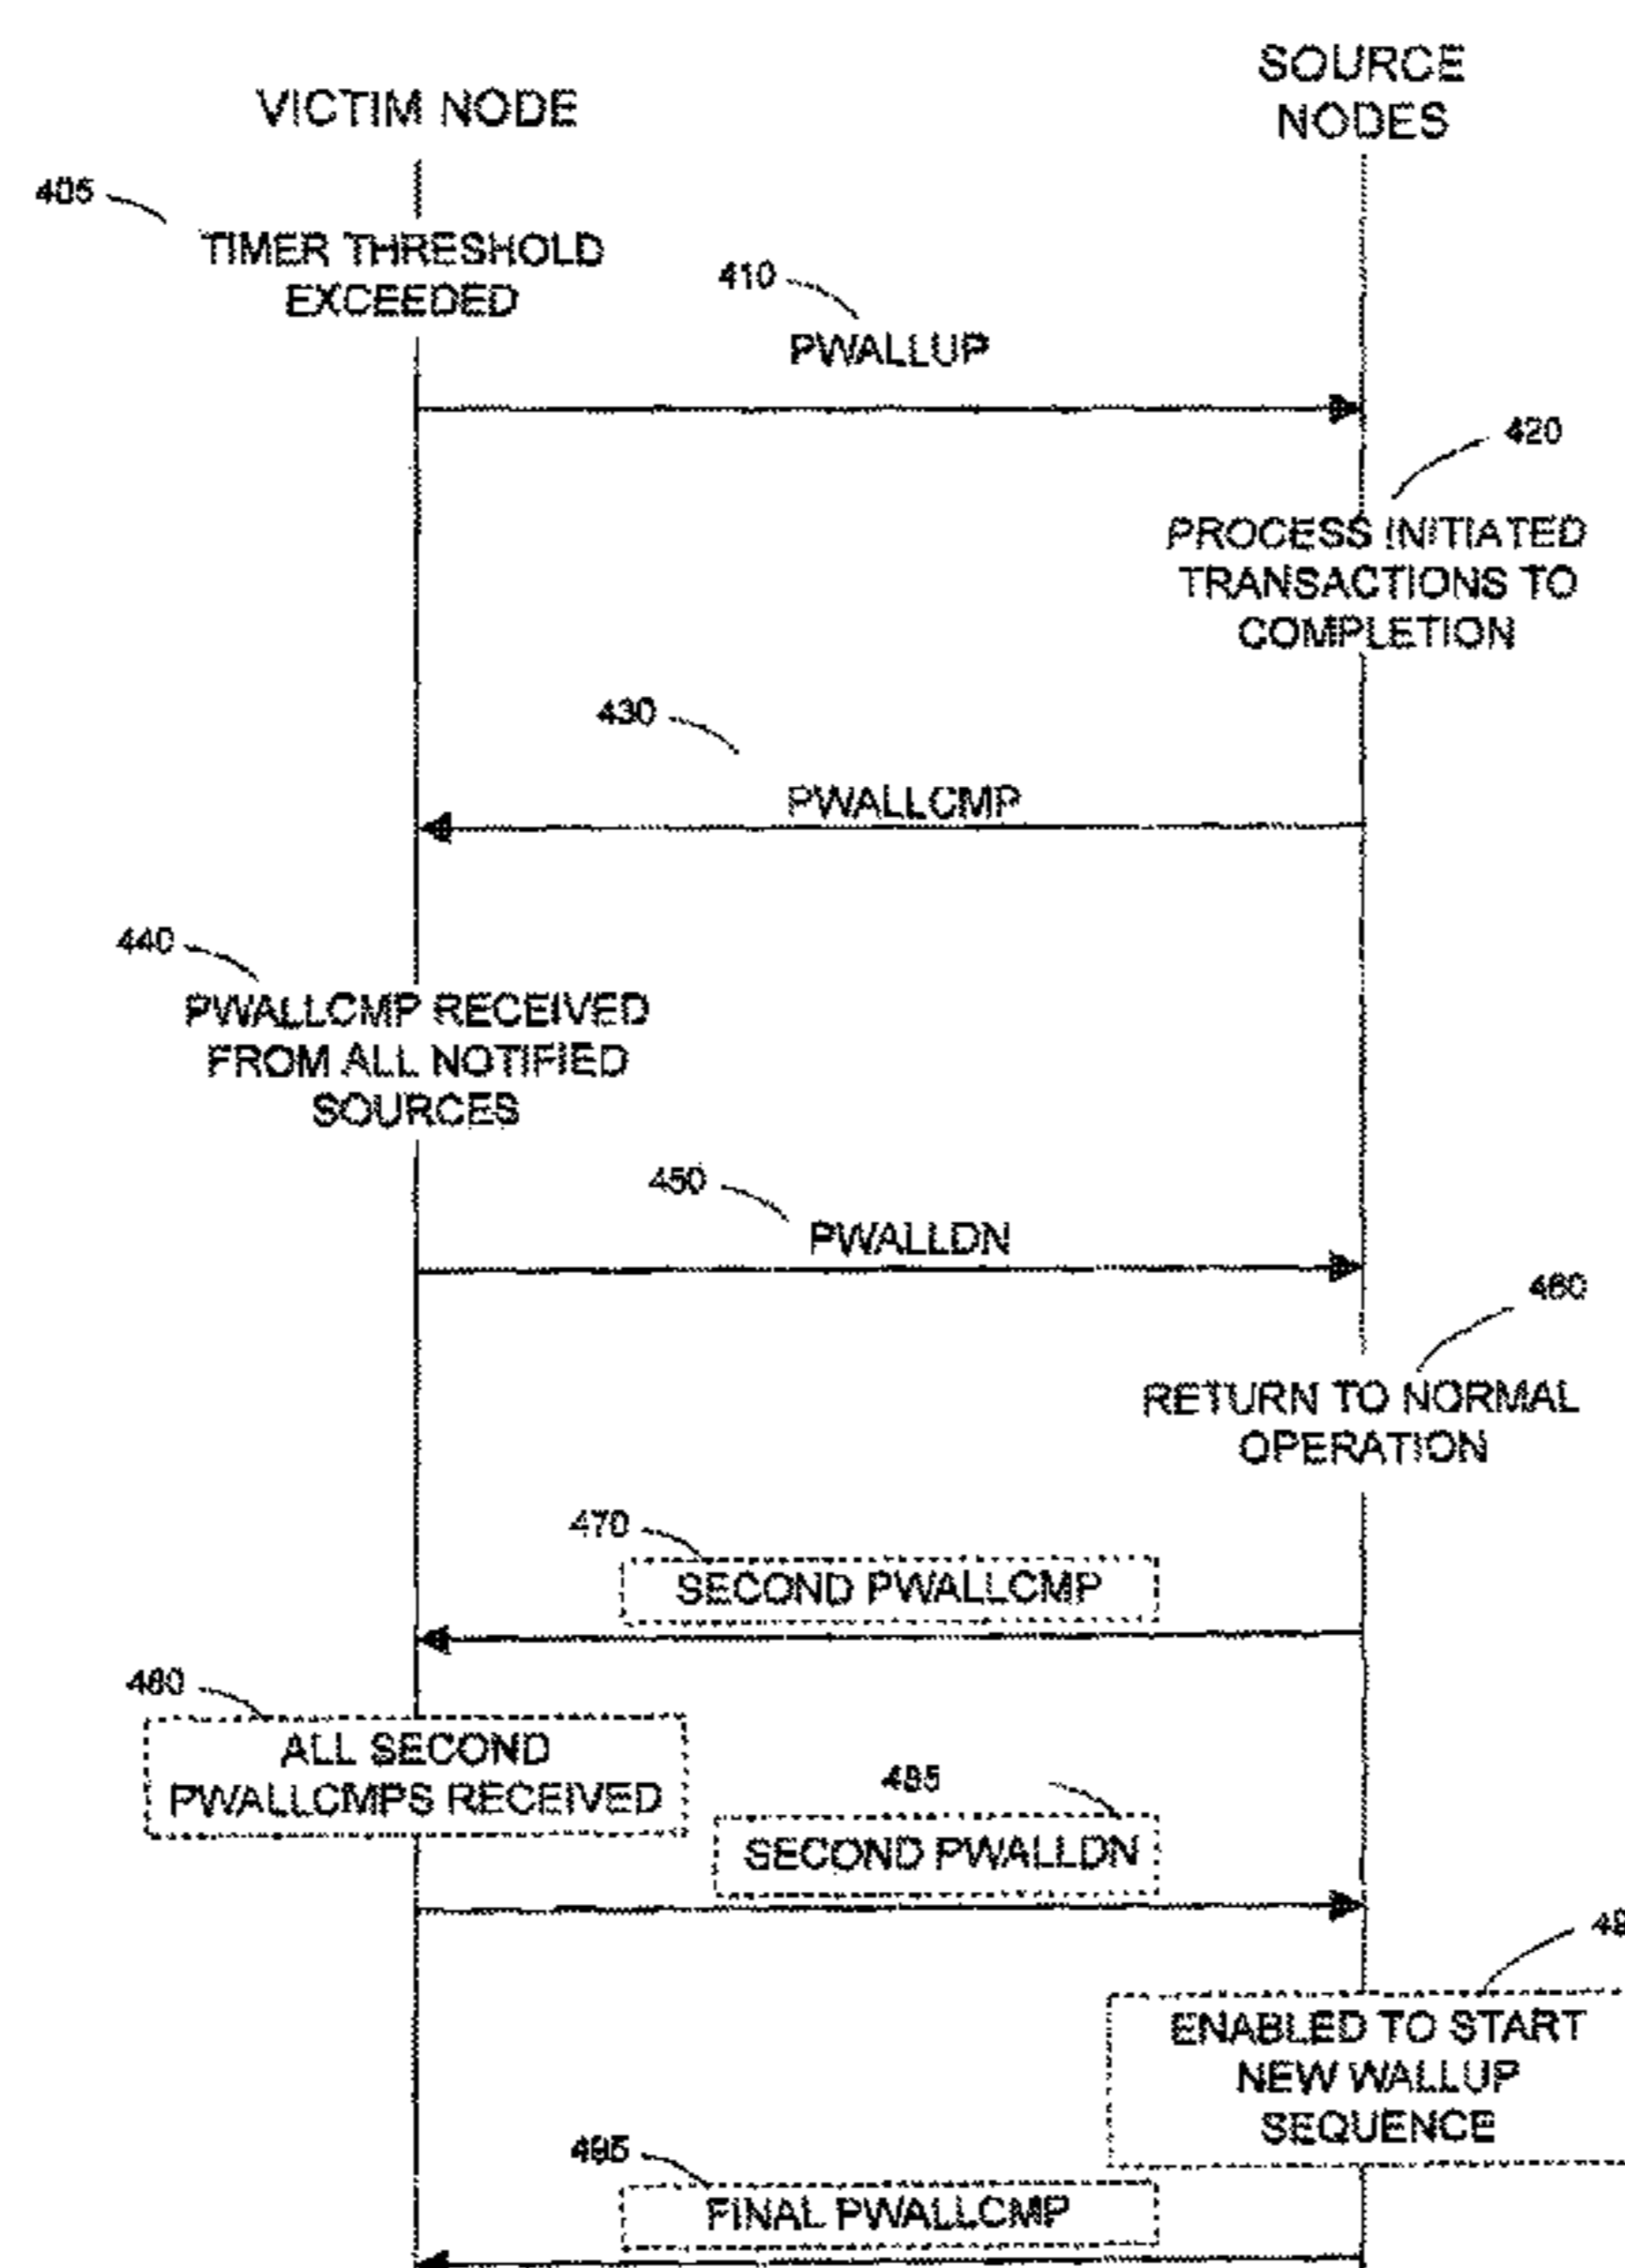 VICTIM NODE
SOURCE
NODES
405
TIMER THRESHOLD
EXCEEDED
410
PWALLUP
420
PROCESS INITIATED
TRANSACTIONS TO
COMPLETION
430
PWALLCMP
440
PWALLCMP RECEIVED
FROM ALL NOTIFIED
SOURCES
450
PWALLDN
460
RETURN TO NORMAL
OPERATION
470
SECOND PWALLCMP
480
ALL SECOND
PWALLCMPS RECEIVED
485
SECOND PWALLDN
ENABLED TO START
NEW WALLUP
SEQUENCE
495
FINAL PWALLCMP